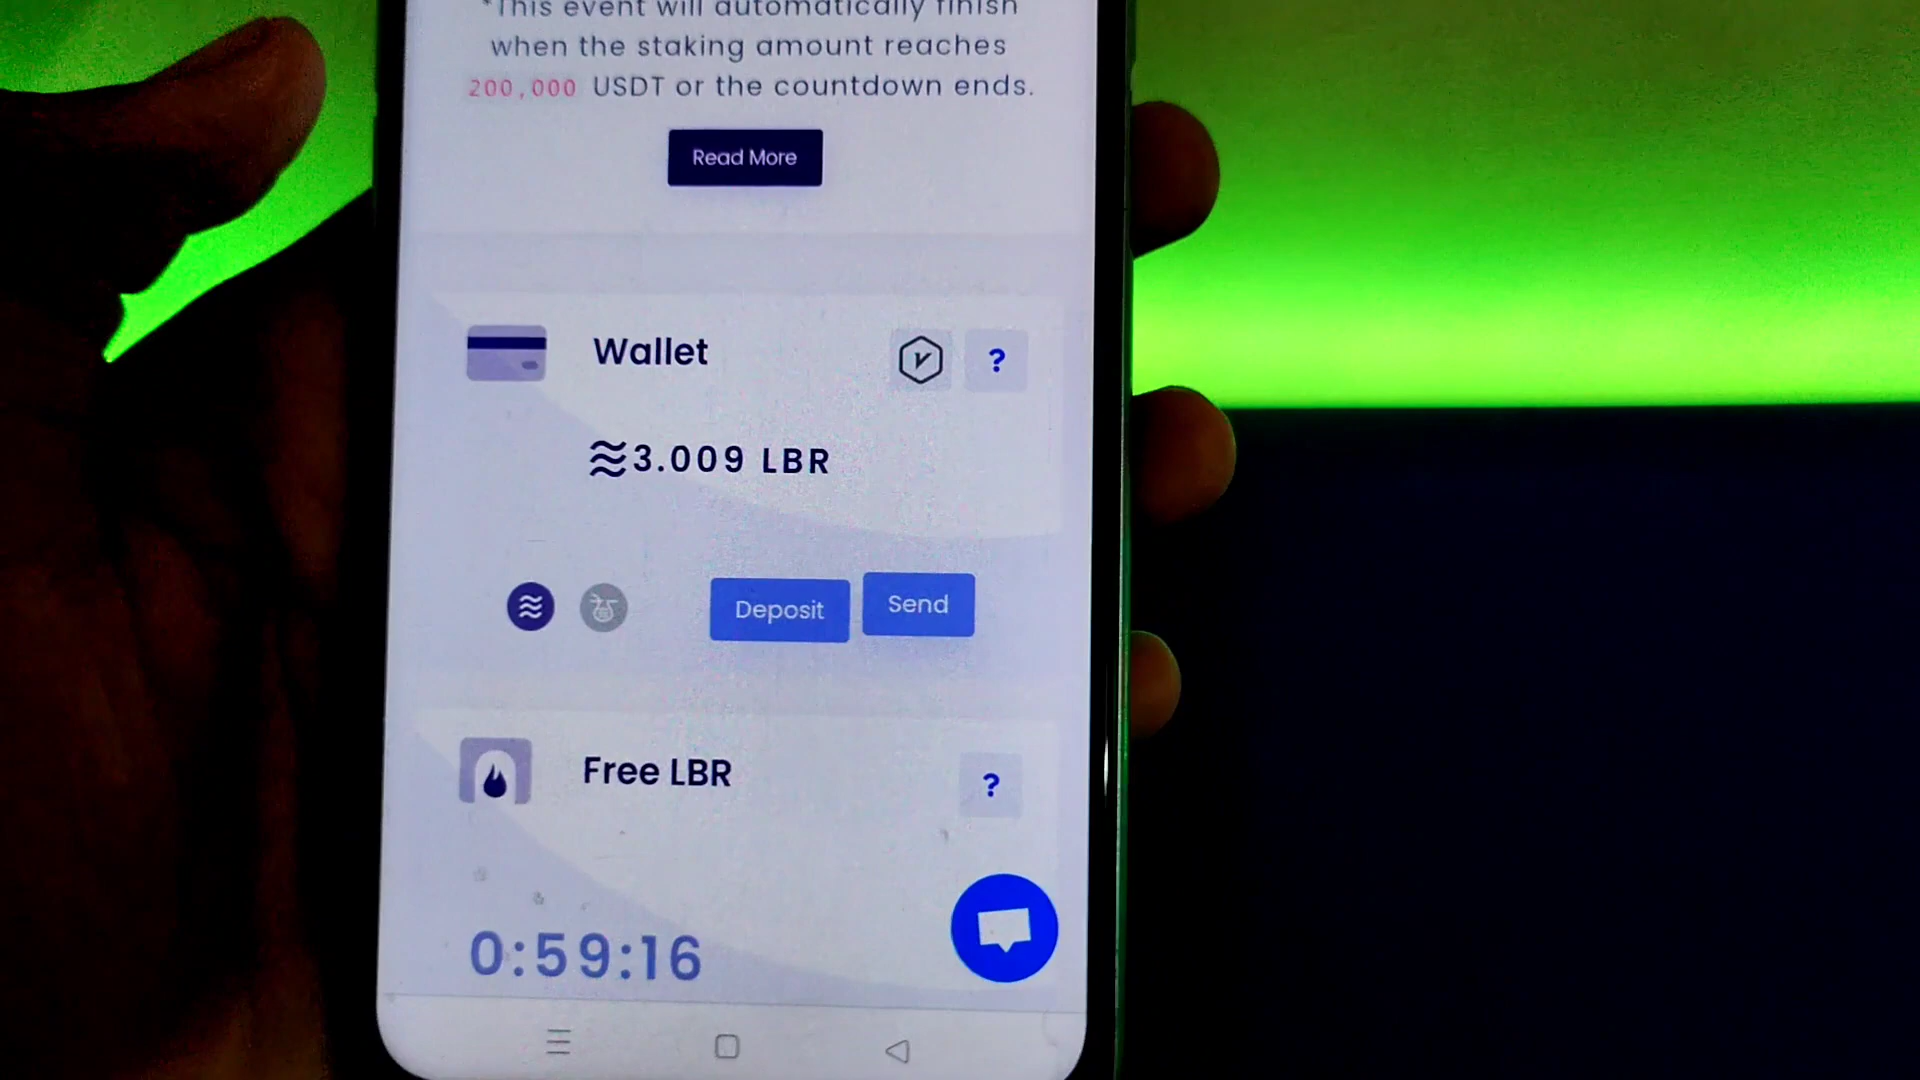 *This event will automatically finish
when the staking amount reaches
200,000 USDT or the countdown ends.
Read More
Wallet
?
≋3.009 LBR
Deposit
Send
Free LBR
?
0:59:16